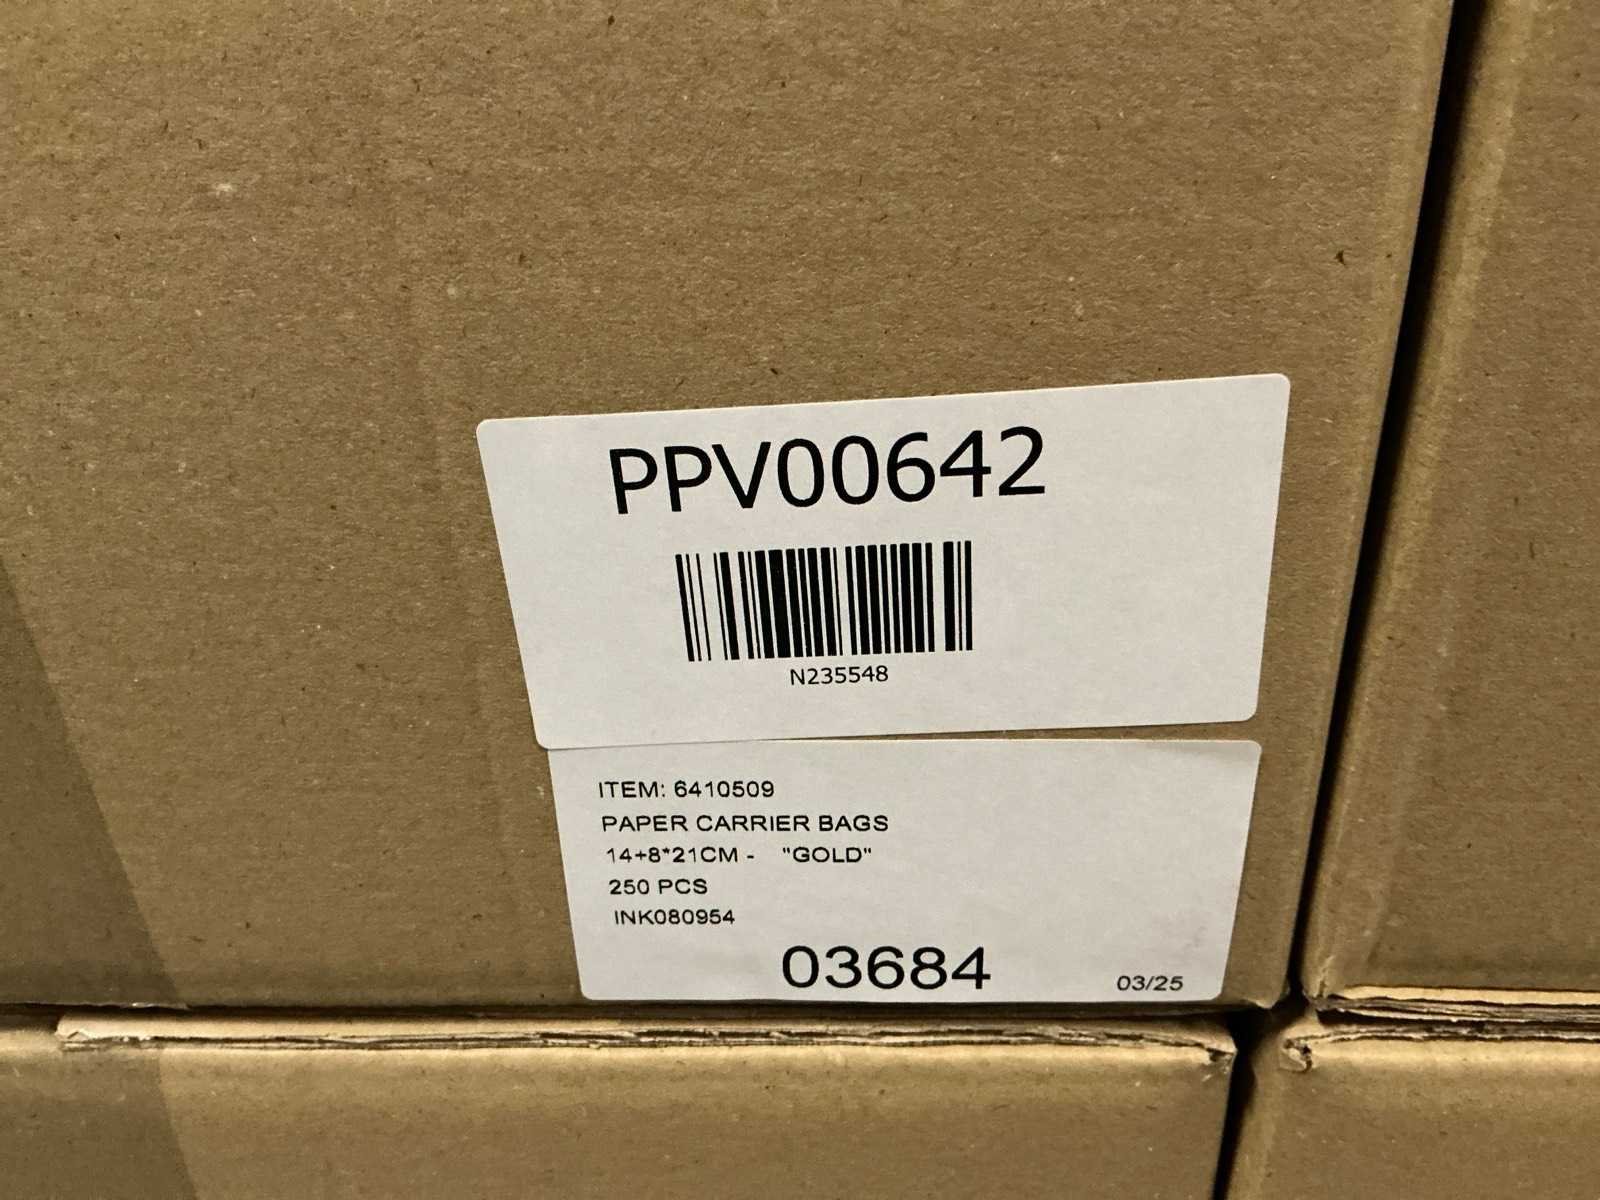 PPV00642
N235548
ITEM: 6410509
PAPER CARRIER BAGS
14+8*21CM - "GOLD"
250 PCS
INK080954
03684
03/25